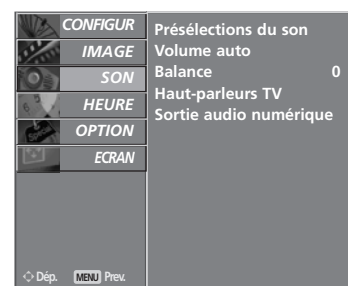 CONFIGUR
IMAGE
SON
HEURE
OPTION
ECRAN
Présélections du son
Volume auto
Balance 0
Haut-parleurs TV
Sortie audio numérique
Dép. MENU Prev.